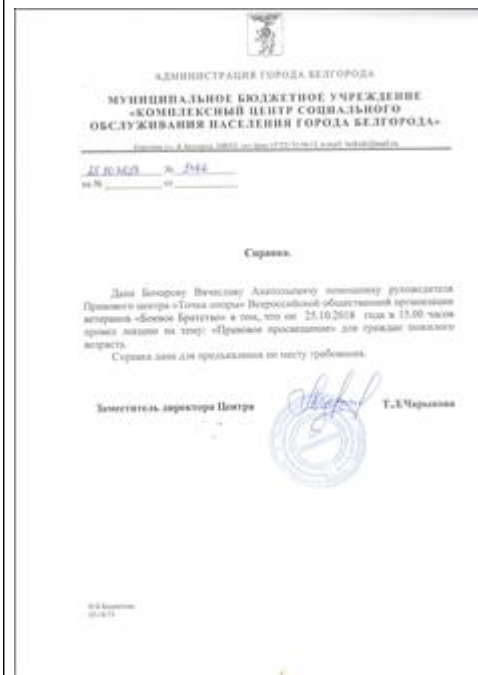 АДМИНИСТРАЦИЯ ГОРОДА БЕЛГОРОДА
МУНИЦИПАЛЬНОЕ БЮДЖЕТНОЕ УЧРЕЖДЕНИЕ
«КОМПЛЕКСНЫЙ ЦЕНТР СОЦИАЛЬНОГО
ОБСЛУЖИВАНИЯ НАСЕЛЕНИЯ ГОРОДА БЕЛГОРОДА»
№
на № от
Справка.
Дана Бочарову Вячеславу Анатольевичу помощнику руководителя
Правового центра «Точка опоры» Всероссийской общественной организации
ветеранов «Боевое Братство» в том, что он 25.10.2018 года в 15.00 часов
провел лекцию на тему: «Правовое просвещение» для граждан пожилого
возраста.
Справка дана для предъявления по месту требования.
Заместитель директора Центра Т.Л.Чирькова